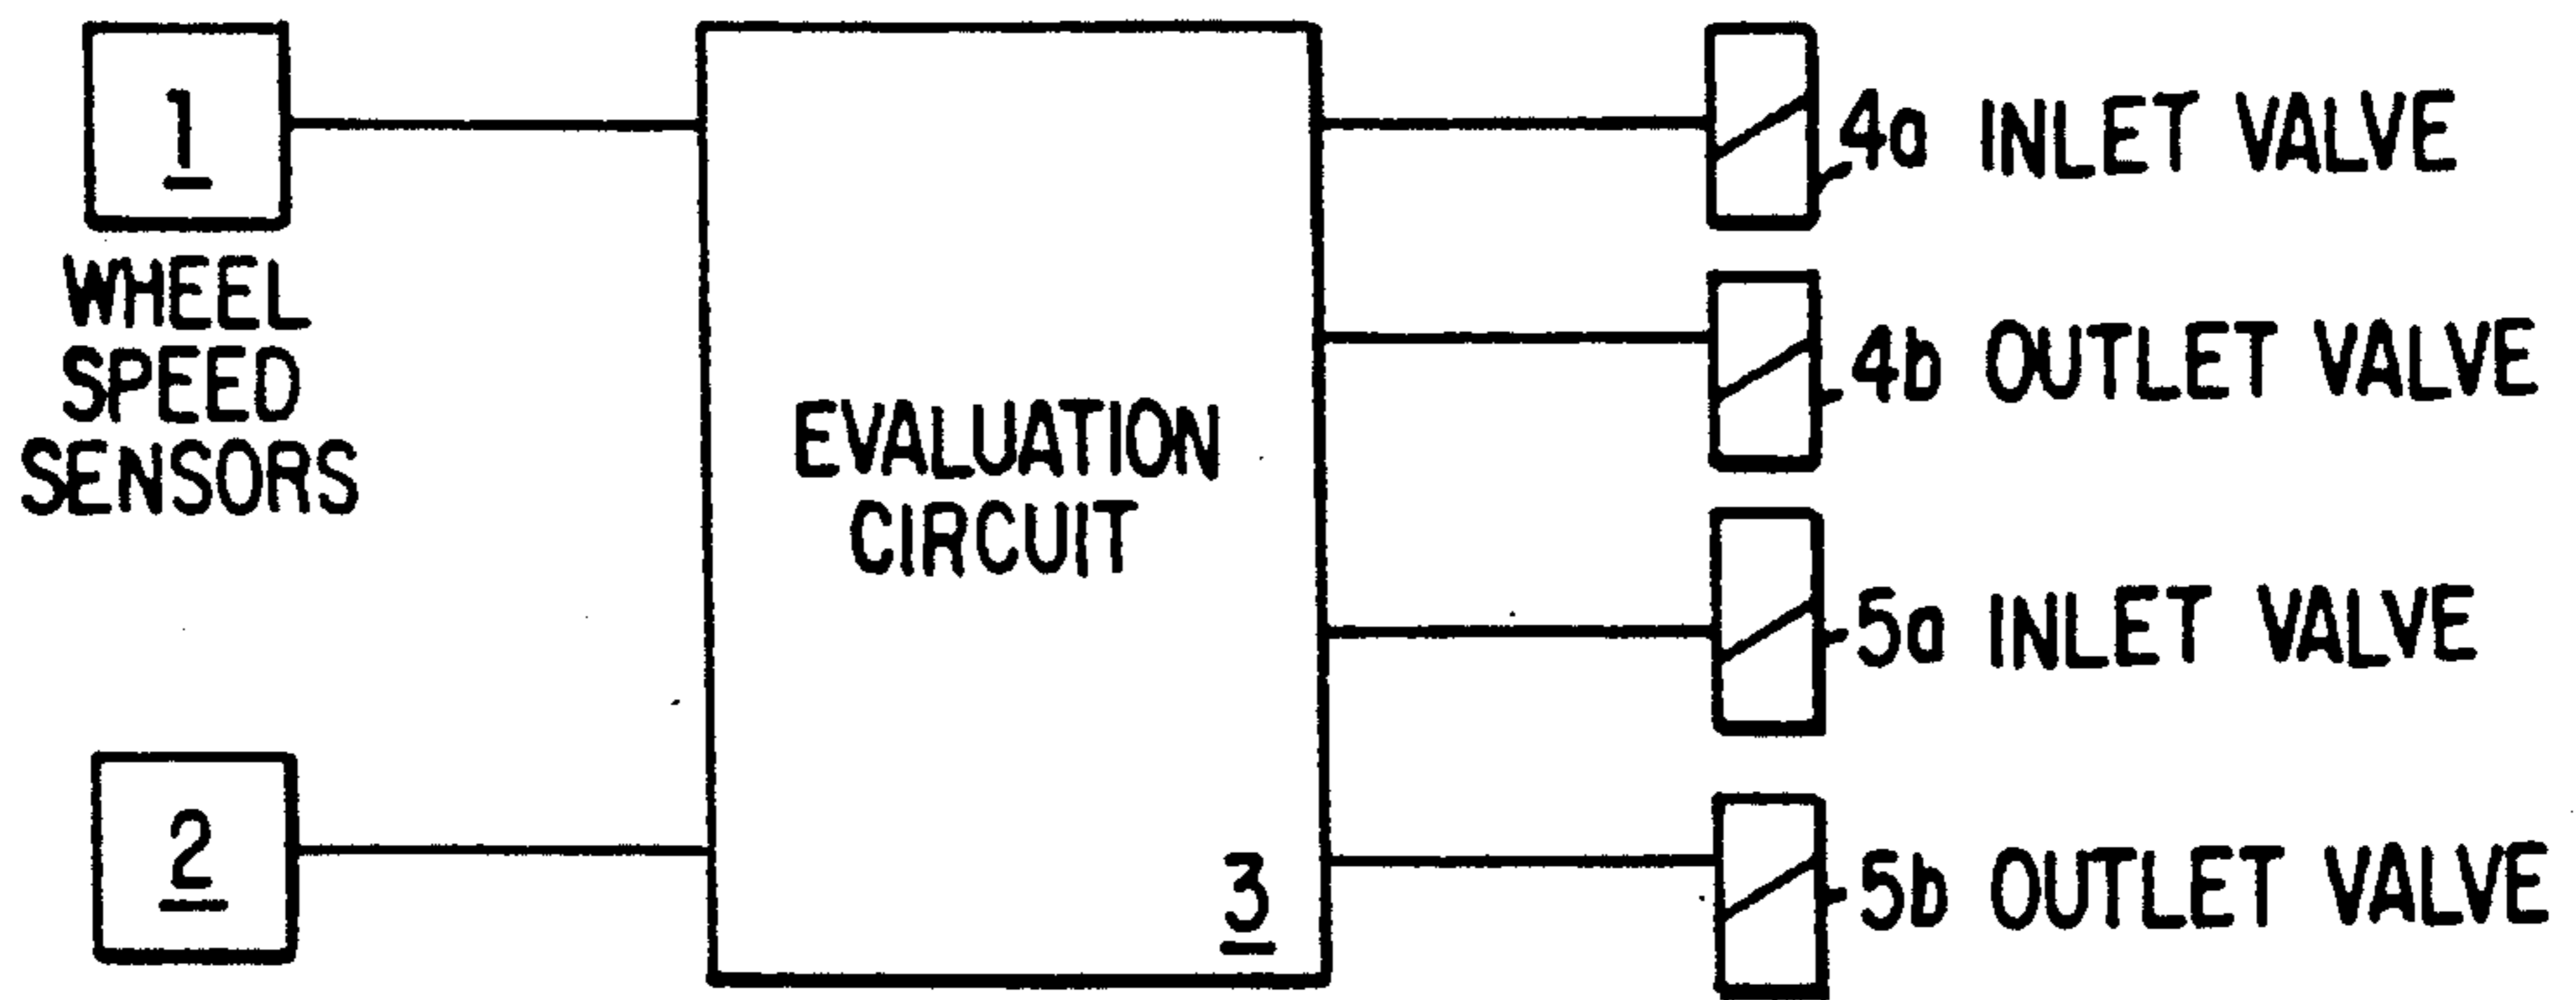 1
WHEEL
SPEED
SENSORS
2
EVALUATION
CIRCUIT
3
4a INLET VALVE
4b OUTLET VALVE
5a INLET VALVE
5b OUTLET VALVE